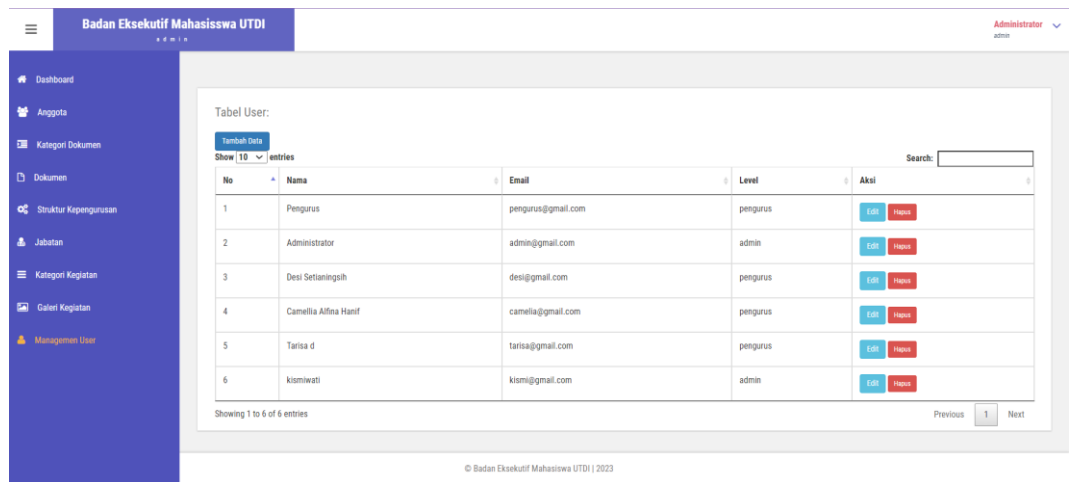 Badan Eksekutif Mahasisswa UTDI
admin
Administrator
admin
Dashboard
Anggota
Kategori Dokumen
Dokumen
Struktur Kepengurusan
Jabatan
Kategori Kegiatan
Galeri Kegiatan
Managemen User
Tabel User:
Tambah Data
Show 10 entries
Search:
No Nama Email Level Aksi
1 Pengurus pengurus@gmail.com pengurus Edit Hapus
2 Administrator admin@gmail.com admin Edit Hapus
3 Desi Setianingsih desi@gmail.com pengurus Edit Hapus
4 Camellia Alfina Hanif camelia@gmail.com pengurus Edit Hapus
5 Tarisa d tarisa@gmail.com pengurus Edit Hapus
6 kismiwati kismi@gmail.com admin Edit Hapus
Showing 1 to 6 of 6 entries
Previous 1 Next
© Badan Eksekutif Mahasiswa UTDI | 2023